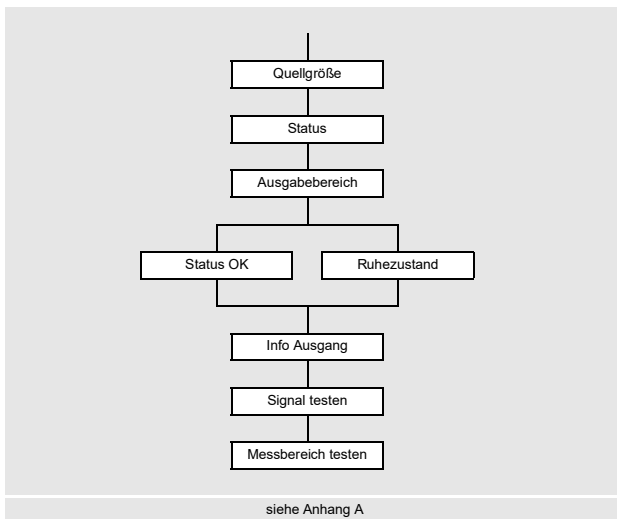 Quellgröße
Status
Ausgabebereich
Status OK
Ruhezustand
Info Ausgang
Signal testen
Messbereich testen
siehe Anhang A